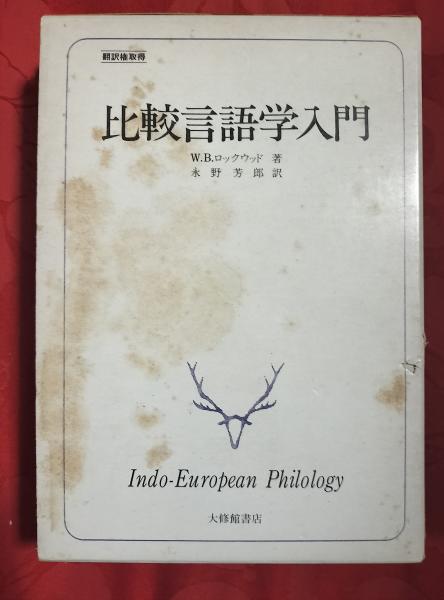 翻訳権取得
比較言語学入門
W.B.ロックウッド 著
永野芳郎 訳
Indo-European Philology
大修館書店